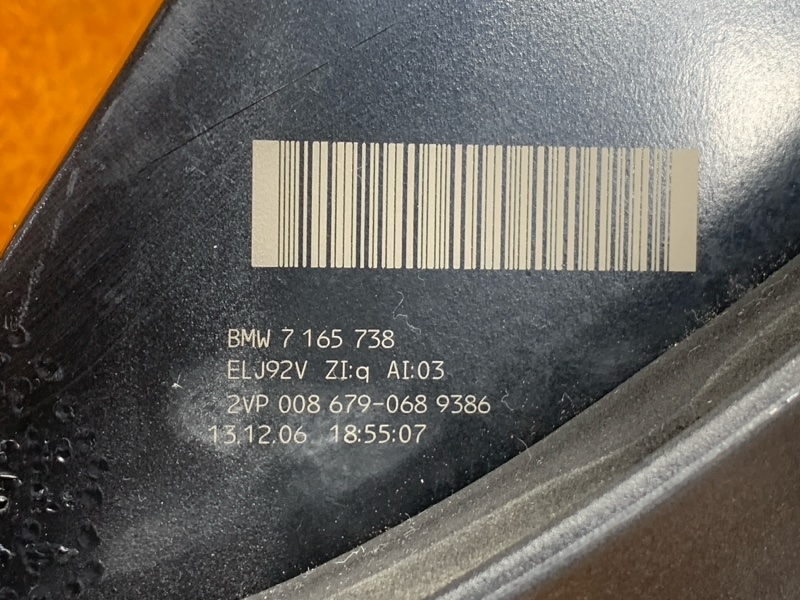 BMW 7 165 738
ELJ92V ZI:q AI:03
2VP 008 679-068 9386
13.12.06 18:55:07